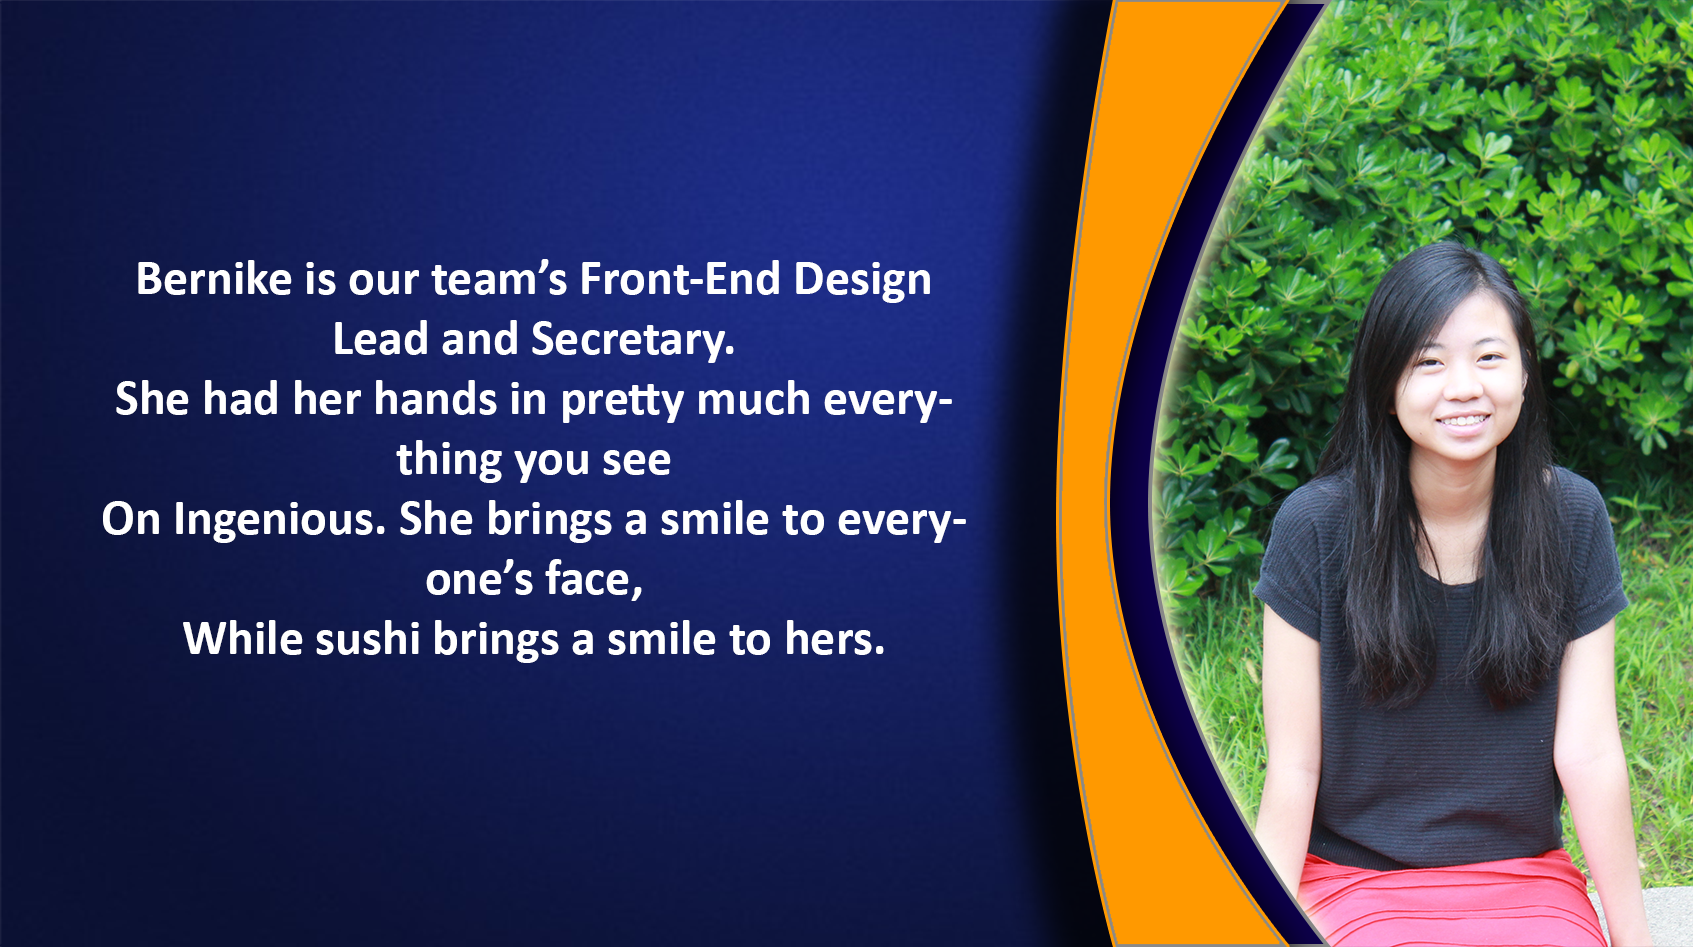 Bernike is our team’s Front-End Design
Lead and Secretary.
She had her hands in pretty much every-
thing you see
On Ingenious. She brings a smile to every-
one’s face,
While sushi brings a smile to hers.